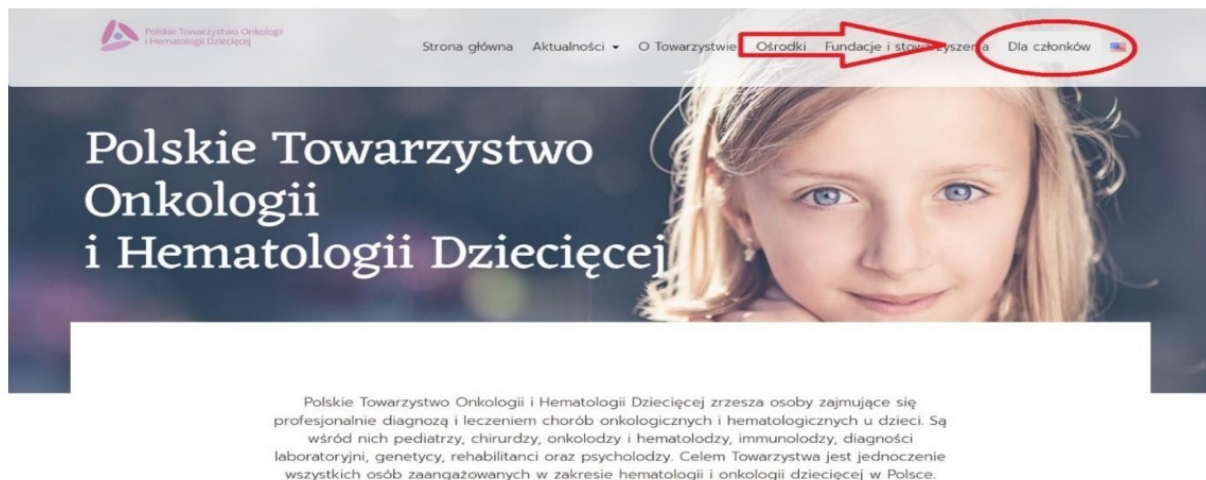 Polskie Towarzystwo Onkologii
i Hematologii Dziecięcej
Strona główna Aktualności O Towarzystwie Ośrodki Fundacje i stowarzyszenia Dla członków
Polskie Towarzystwo
Onkologii
i Hematologii Dziecięcej
Polskie Towarzystwo Onkologii i Hematologii Dziecięcej zrzesza osoby zajmujące się
profesjonalnie diagnozą i leczeniem chorób onkologicznych i hematologicznych u dzieci. Są
wśród nich pediatrzy, chirurdzy, onkolodzy i hematolodzy, immunolodzy, diagności
laboratoryjni, genetycy, rehabilitanci oraz psycholodzy. Celem Towarzystwa jest jednoczenie
wszystkich osób zaangażowanych w zakresie hematologii i onkologii dziecięcej w Polsce.